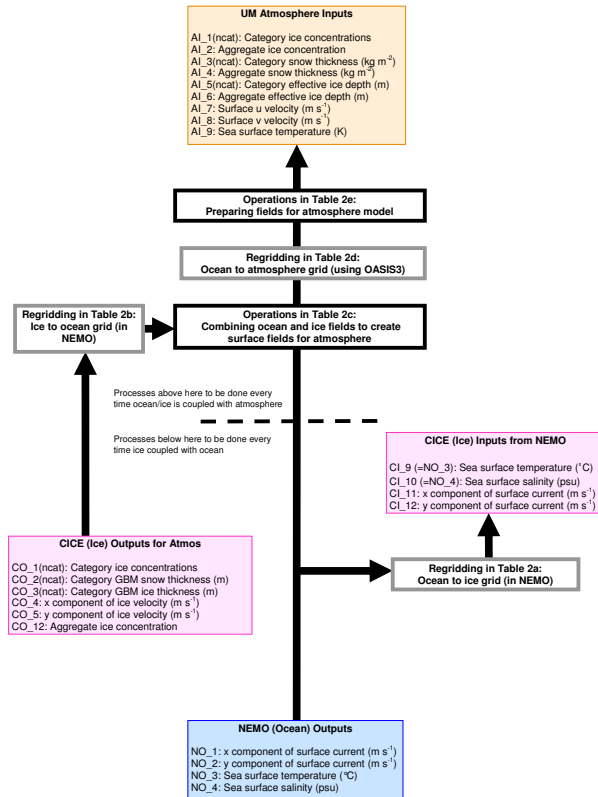 UM Atmosphere Inputs
AI_1(ncat): Category ice concentrations
AI_2: Aggregate ice concentration
AI_3(ncat): Category snow thickness (kg m⁻²)
AI_4: Aggregate snow thickness (kg m⁻²)
AI_5(ncat): Category effective ice depth (m)
AI_6: Aggregate effective ice depth (m)
AI_7: Surface u velocity (m s⁻¹)
AI_8: Surface v velocity (m s⁻¹)
AI_9: Sea surface temperature (K)
Operations in Table 2e:
Preparing fields for atmosphere model
Regridding in Table 2d:
Ocean to atmosphere grid (using OASIS3)
Regridding in Table 2b:
Ice to ocean grid (in
NEMO)
Operations in Table 2c:
Combining ocean and ice fields to create
surface fields for atmosphere
Processes above here to be done every
time ocean/ice is coupled with atmosphere
Processes below here to be done every
time ice coupled with ocean
CICE (Ice) Inputs from NEMO
CI_9 (=NO_3): Sea surface temperature (°C)
CI_10 (=NO_4): Sea surface salinity (psu)
CI_11: x component of surface current (m s⁻¹)
CI_12: y component of surface current (m s⁻¹)
CICE (Ice) Outputs for Atmos
CO_1(ncat): Category ice concentrations
CO_2(ncat): Category GBM snow thickness (m)
CO_3(ncat): Category GBM ice thickness (m)
CO_4: x component of ice velocity (m s⁻¹)
CO_5: y component of ice velocity (m s⁻¹)
CO_12: Aggregate ice concentration
Regridding in Table 2a:
Ocean to ice grid (in NEMO)
NEMO (Ocean) Outputs
NO_1: x component of surface current (m s⁻¹)
NO_2: y component of surface current (m s⁻¹)
NO_3: Sea surface temperature (°C)
NO_4: Sea surface salinity (psu)